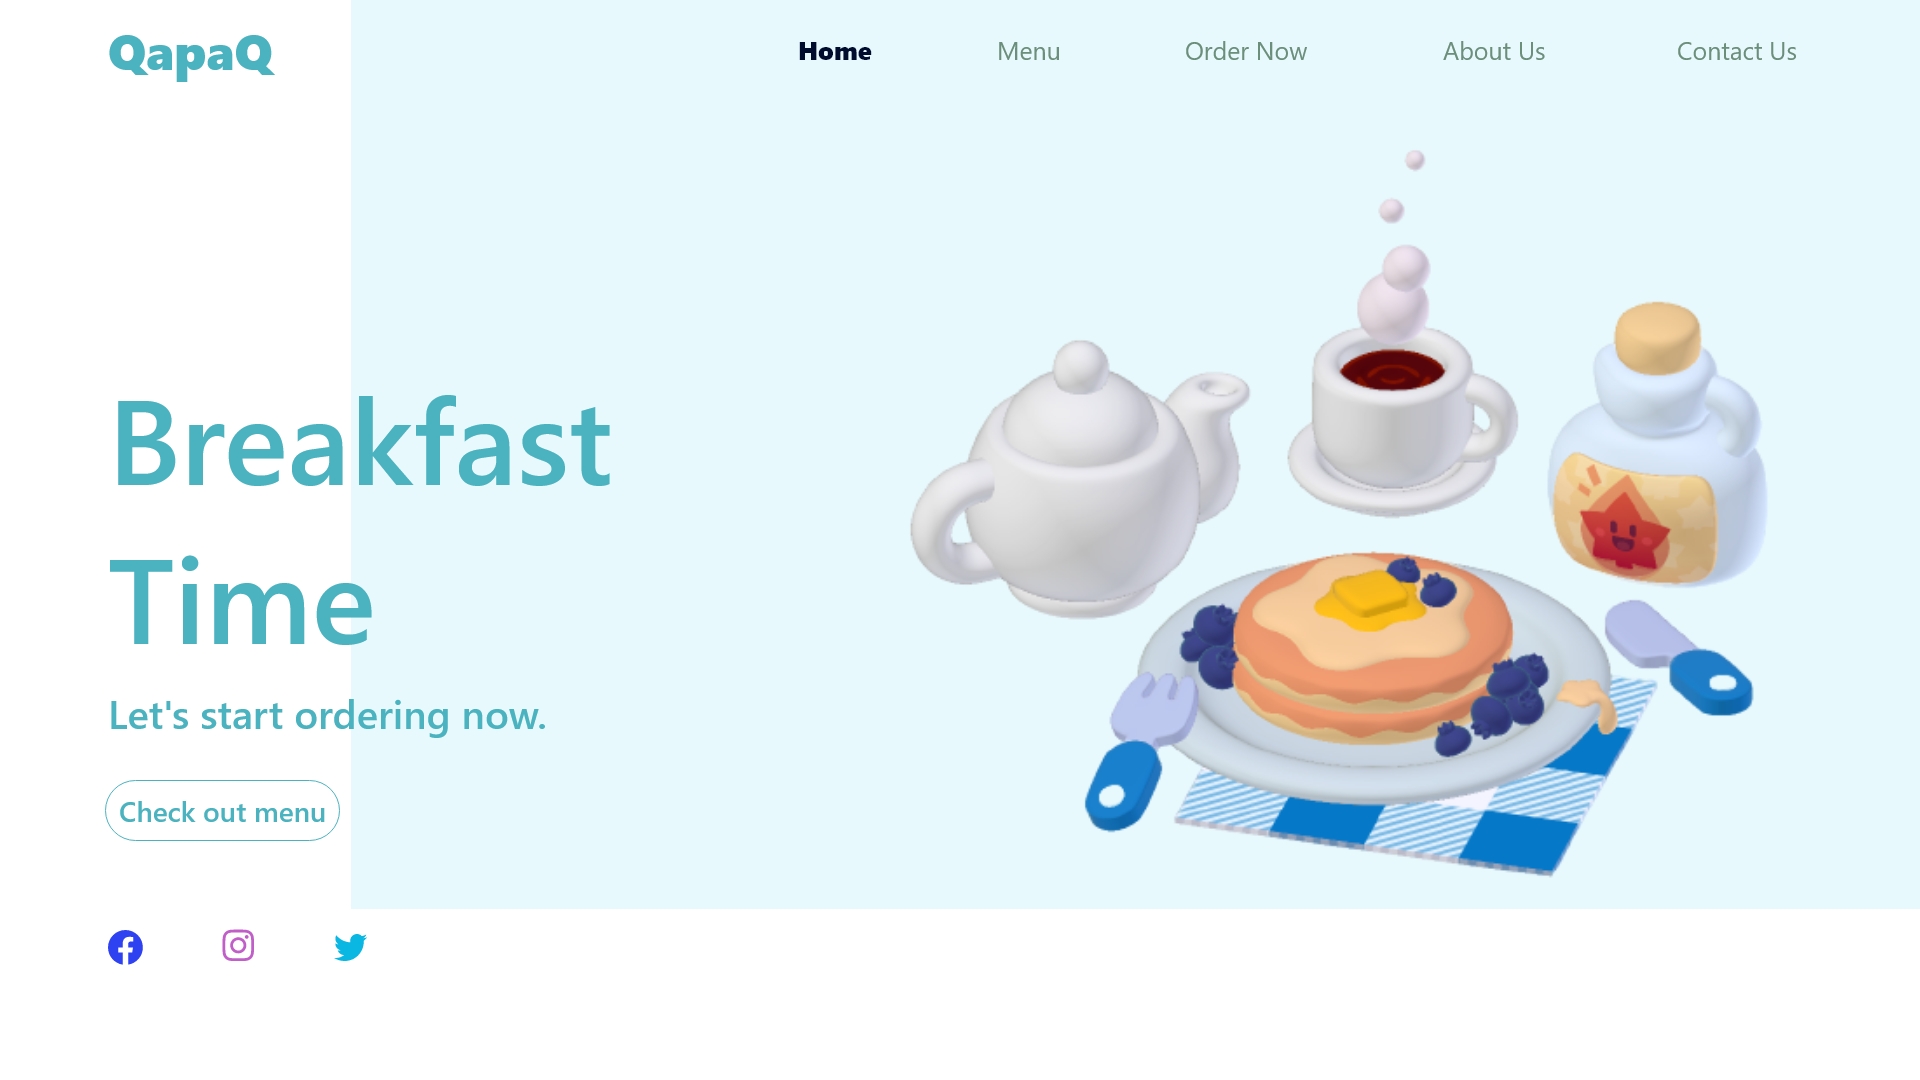 QapaQ
Home
Menu
Order Now
About Us
Contact Us
Breakfast
Time
Let's start ordering now.
Check out menu